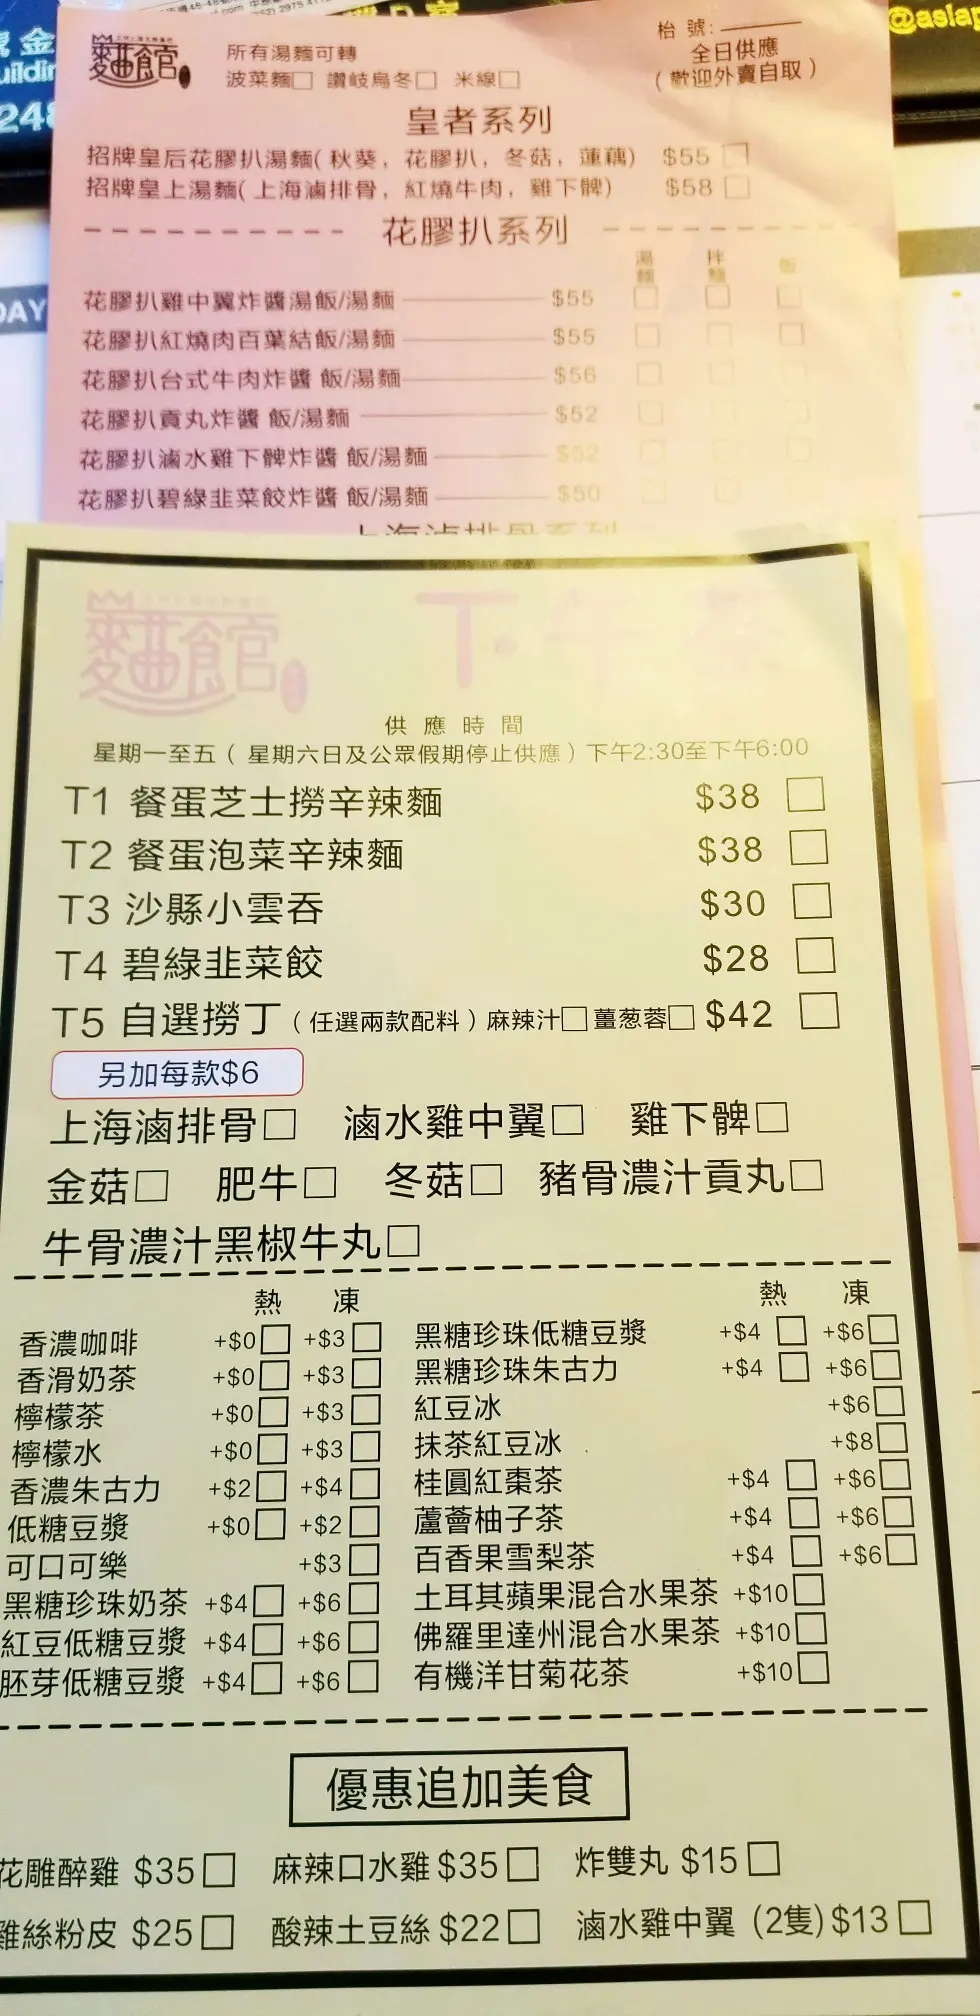 麵館
所有湯麵可轉
波菜麵□ 讚岐烏冬□ 米線□
枱 號:
全日供應
( 歡迎外賣自取 )
皇者系列
招牌皇后花膠扒湯麵( 秋葵，花膠扒，冬菇，蓮藕) $55 □
招牌皇上湯麵( 上海滷排骨，紅燒牛肉，雞下髀) $58 □
花膠扒系列
湯麵 拌麵 飯
花膠扒雞中翼炸醬湯飯/湯麵 $55 □ □ □
花膠扒紅燒肉百葉結飯/湯麵 $55 □ □ □
花膠扒台式牛肉炸醬 飯/湯麵 $56 □ □ □
花膠扒貢丸炸醬 飯/湯麵 $52 □ □ □
花膠扒滷水雞下髀炸醬 飯/湯麵 $52 □ □ □
花膠扒碧綠韭菜餃炸醬 飯/湯麵 $50 □ □
上海滷排骨系列
麵館
下午茶
供 應 時 間
星期一至五 ( 星期六日及公眾假期停止供應 ) 下午2:30至下午6:00
T1 餐蛋芝士撈辛辣麵 $38 □
T2 餐蛋泡菜辛辣麵 $38 □
T3 沙縣小雲吞 $30 □
T4 碧綠韭菜餃 $28 □
T5 自選撈丁 ( 任選兩款配料 ) 麻辣汁□ 薑葱蓉□ $42 □
另加每款$6
上海滷排骨□ 滷水雞中翼□ 雞下髀□
金菇□ 肥牛□ 冬菇□ 豬骨濃汁貢丸□
牛骨濃汁黑椒牛丸□
熱 凍
香濃咖啡 +$0□ +$3□
香滑奶茶 +$0□ +$3□
檸檬茶 +$0□ +$3□
檸檬水 +$0□ +$3□
香濃朱古力 +$2□ +$4□
低糖豆漿 +$0□ +$2□
可口可樂 +$3□
黑糖珍珠奶茶 +$4□ +$6□
紅豆低糖豆漿 +$4□ +$6□
胚芽低糖豆漿 +$4□ +$6□
熱 凍
黑糖珍珠低糖豆漿 +$4 □ +$6□
黑糖珍珠朱古力 +$4 □ +$6□
紅豆冰 +$6□
抹茶紅豆冰 +$8□
桂圓紅棗茶 +$4 □ +$6□
蘆薈柚子茶 +$4 □ +$6□
百香果雪梨茶 +$4 □ +$6□
土耳其蘋果混合水果茶 +$10□
佛羅里達州混合水果茶 +$10□
有機洋甘菊花茶 +$10□
優惠追加美食
花雕醉雞 $35□ 麻辣口水雞 $35□ 炸雙丸 $15□
雞絲粉皮 $25□ 酸辣土豆絲 $22□ 滷水雞中翼 (2隻) $13□